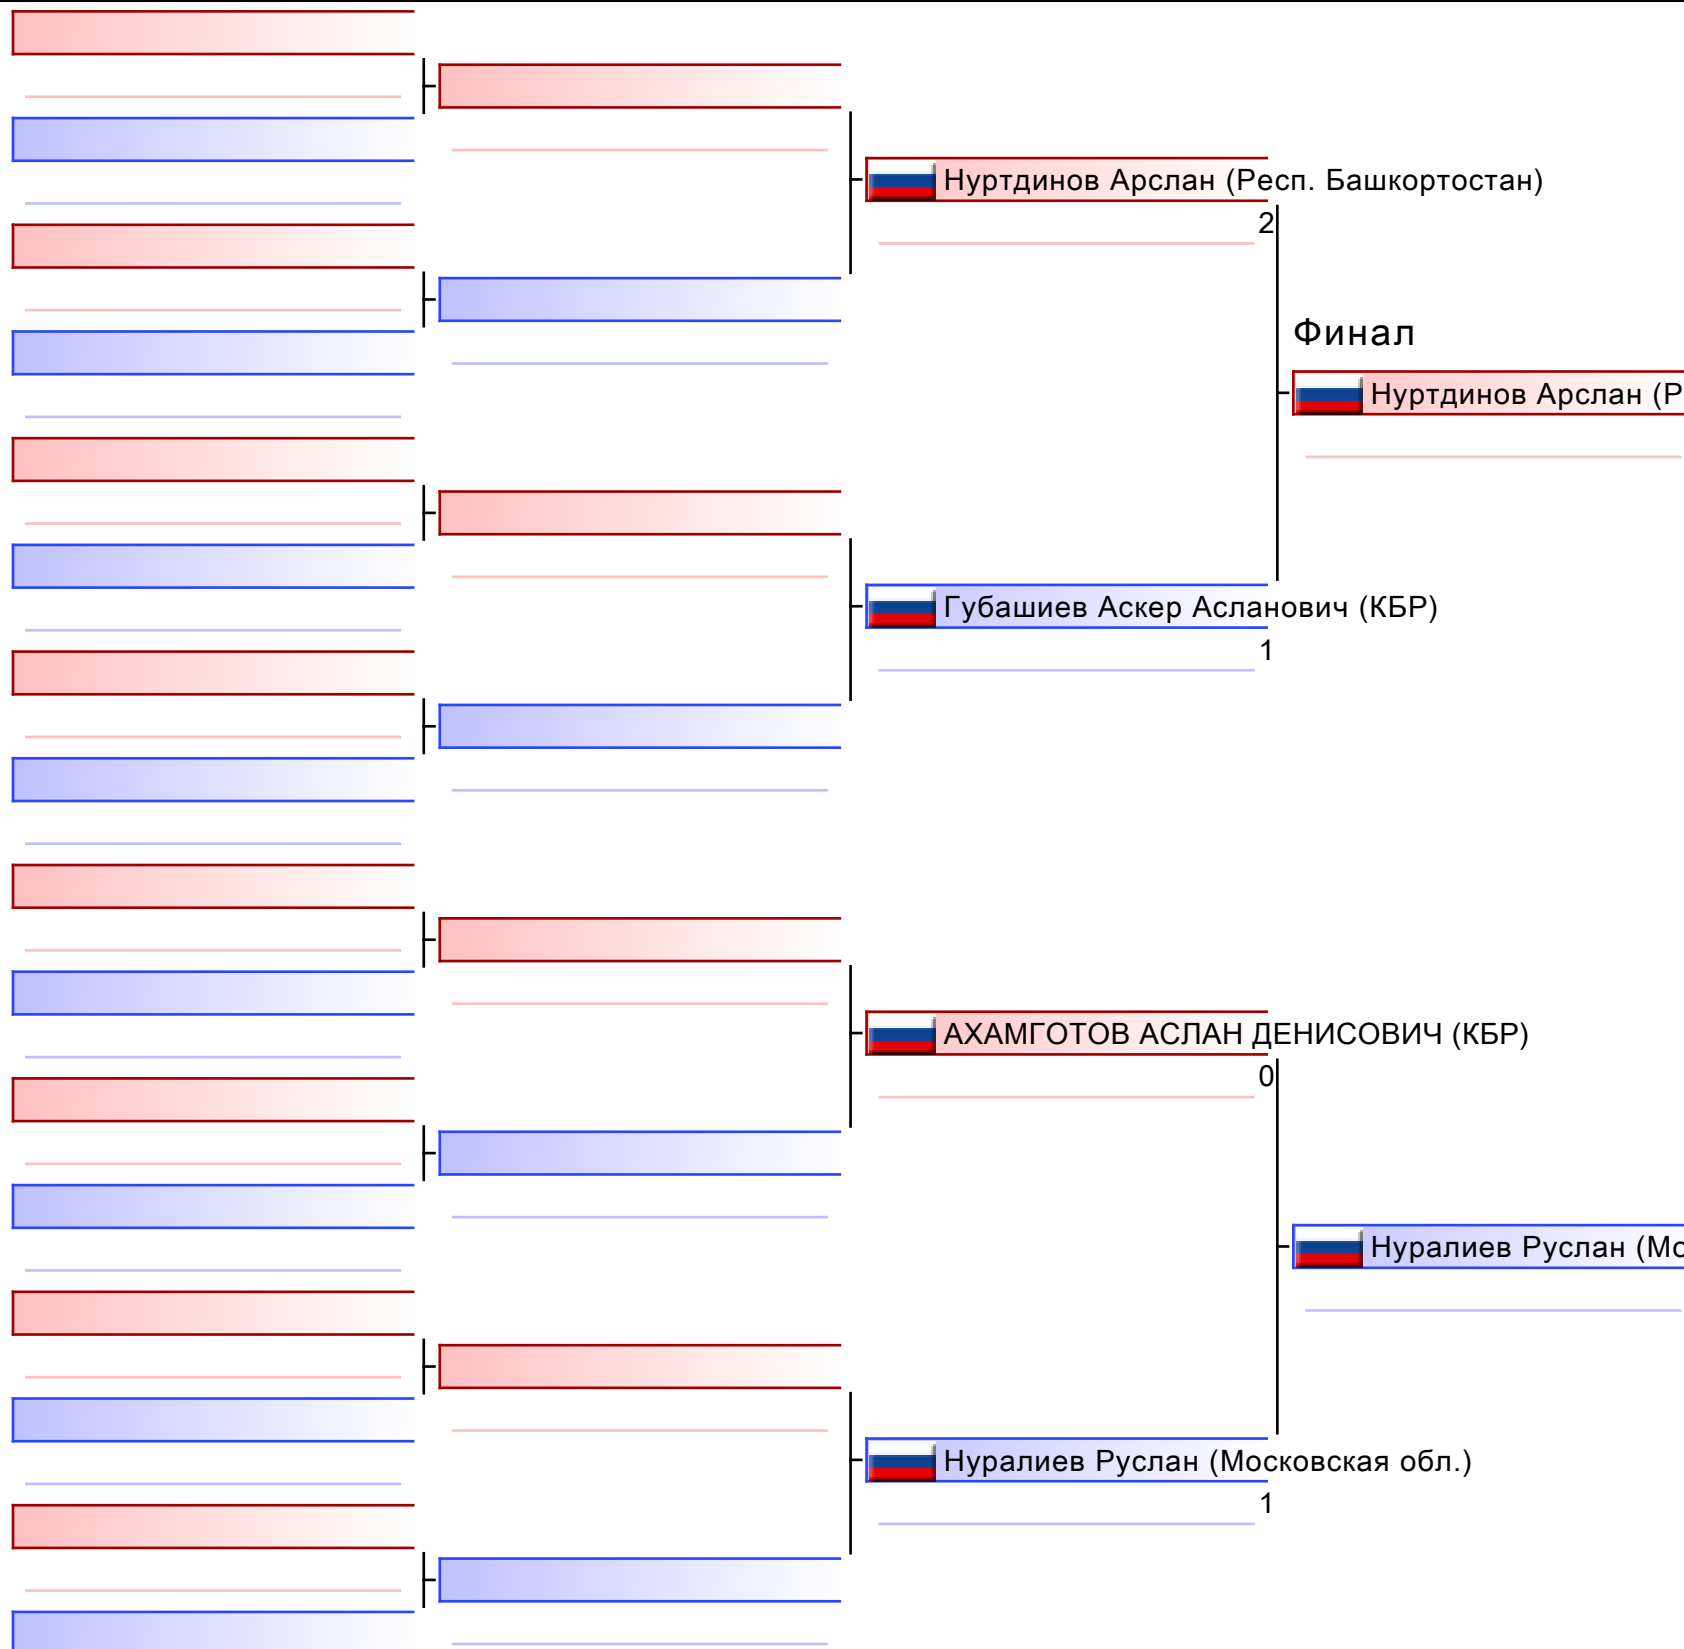 Нуртдинов Арслан (Респ. Башкортостан)
2
Финал
Нуртдинов Арслан (Р
Губашиев Аскер Асланович (КБР)
1
АХАМГОТОВ АСЛАН ДЕНИСОВИЧ (КБР)
0
Нуралиев Руслан (Мо
Нуралиев Руслан (Московская обл.)
1